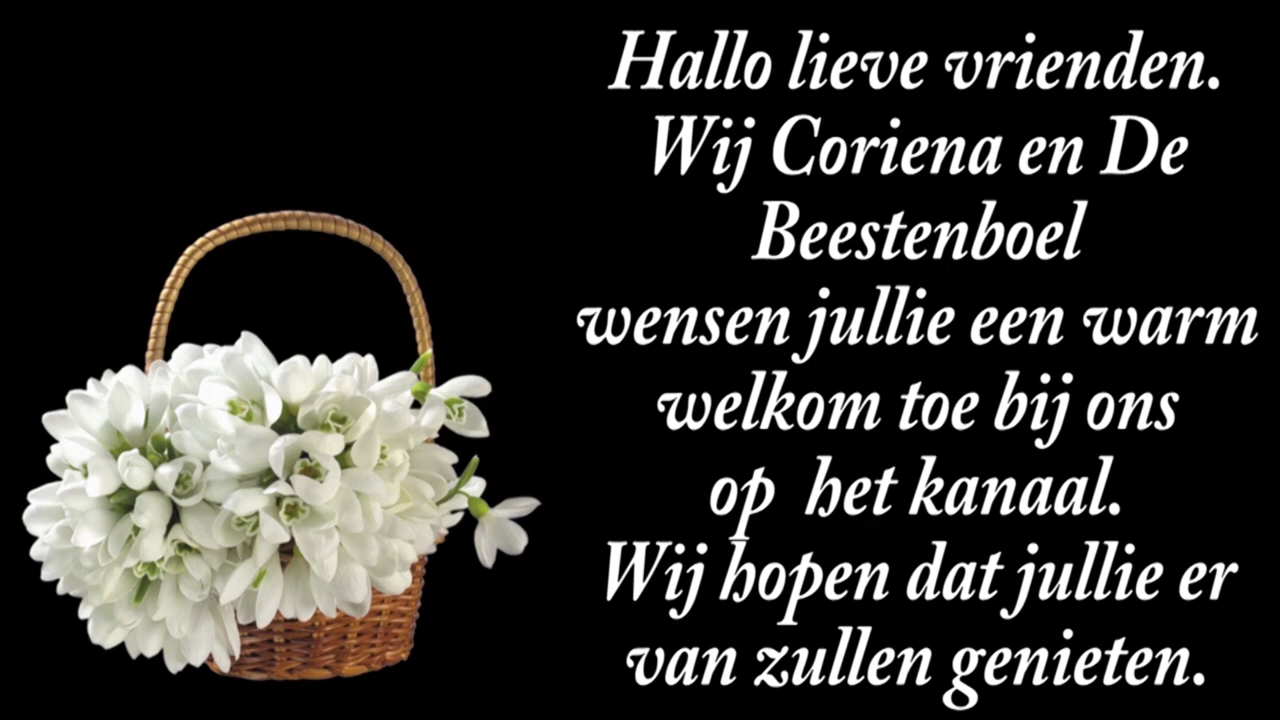 Hallo lieve vrienden.
Wij Coriena en De
Beestenboel
wensen jullie een warm
welkom toe bij ons
op het kanaal.
Wij hopen dat jullie er
van zullen genieten.